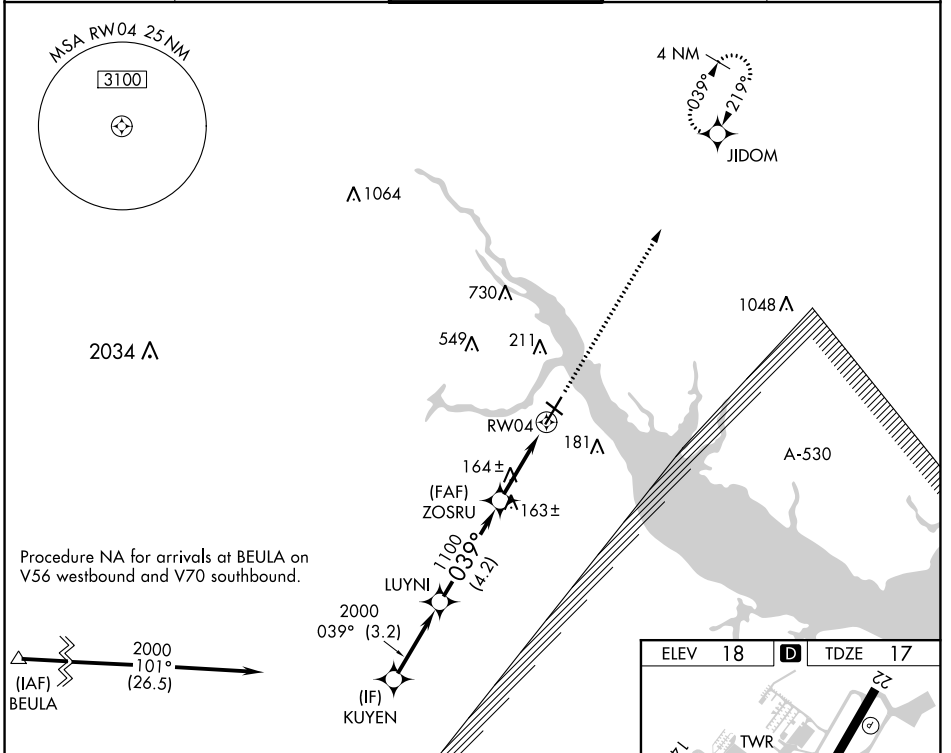 MSA RW04 25 NM
3100
4 NM
039°
219°
JIDOM
1064
730
1048
2034
549
211
RW04
181
A-530
164±
(FAF)
ZOSRU
163±
1100
039°
(4.2)
Procedure NA for arrivals at BEULA on
V56 westbound and V70 southbound.
LUYNI
2000
039° (3.2)
2000
101°
(26.5)
(IAF)
BEULA
(IF)
KUYEN
ELEV 18 D TDZE 17
22
P
TWR